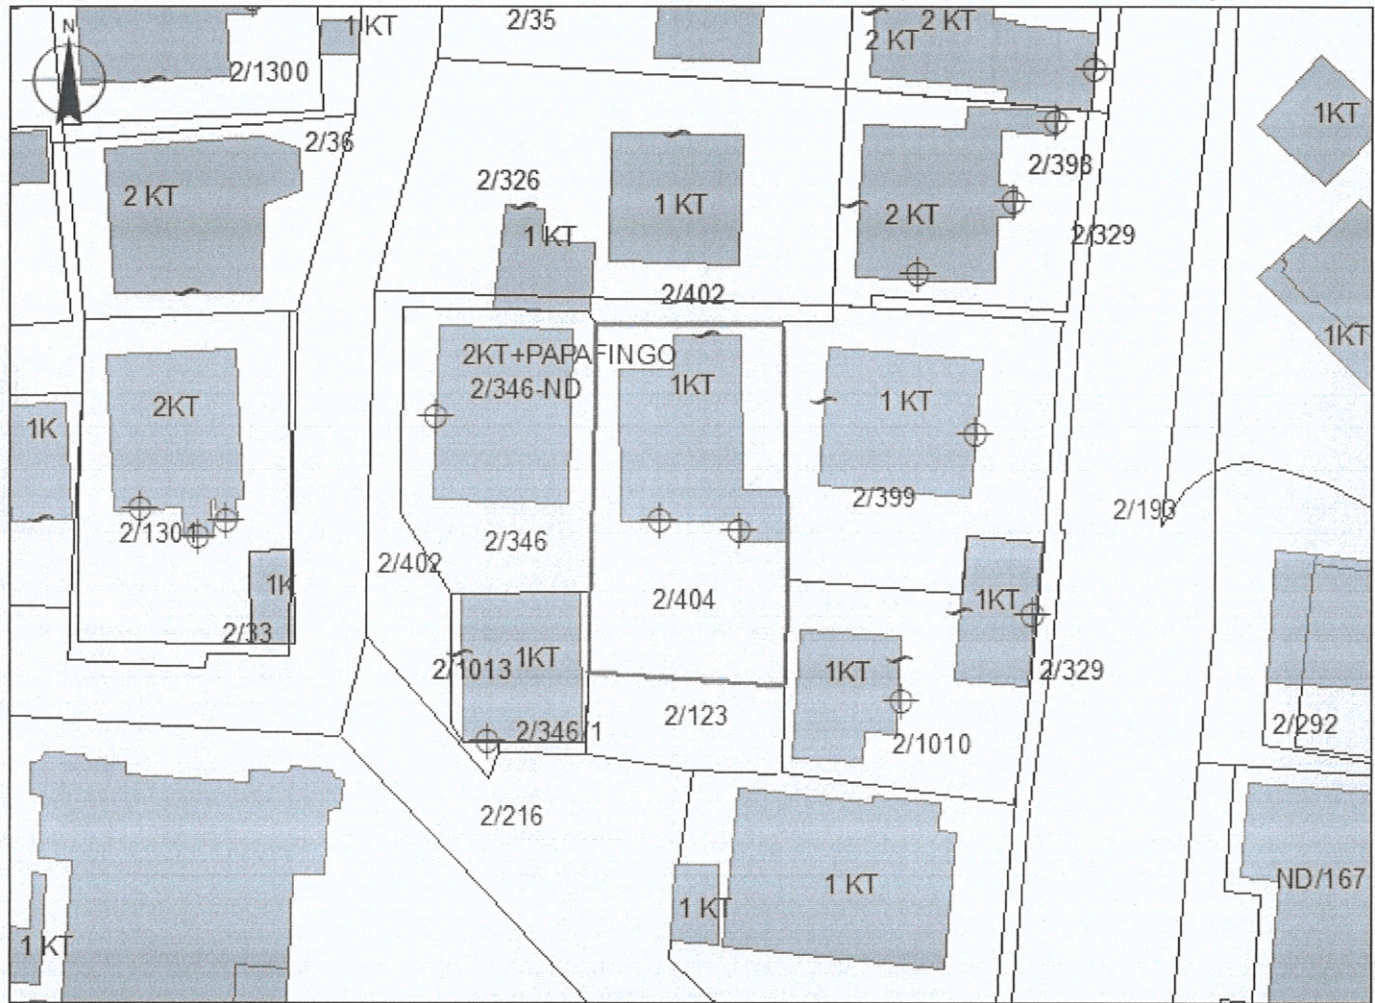 N
1 KT
2/35
2 KT
2 KT
2/1300
1KT
2/36
2/326
2/398
2 KT
1 KT
2 KT
1 KT
2/329
2/402
1KT
2KT+PAPAFINGO
2/346-ND
1KT
2KT
1 KT
1K
2/399
2/193
2/130
2/346
2/402
1K
2/404
1KT
2/33
2/1013
1KT
1KT
2/329
2/123
2/346/1
2/1010
2/292
2/216
1 KT
ND/167
1 KT
1 KT